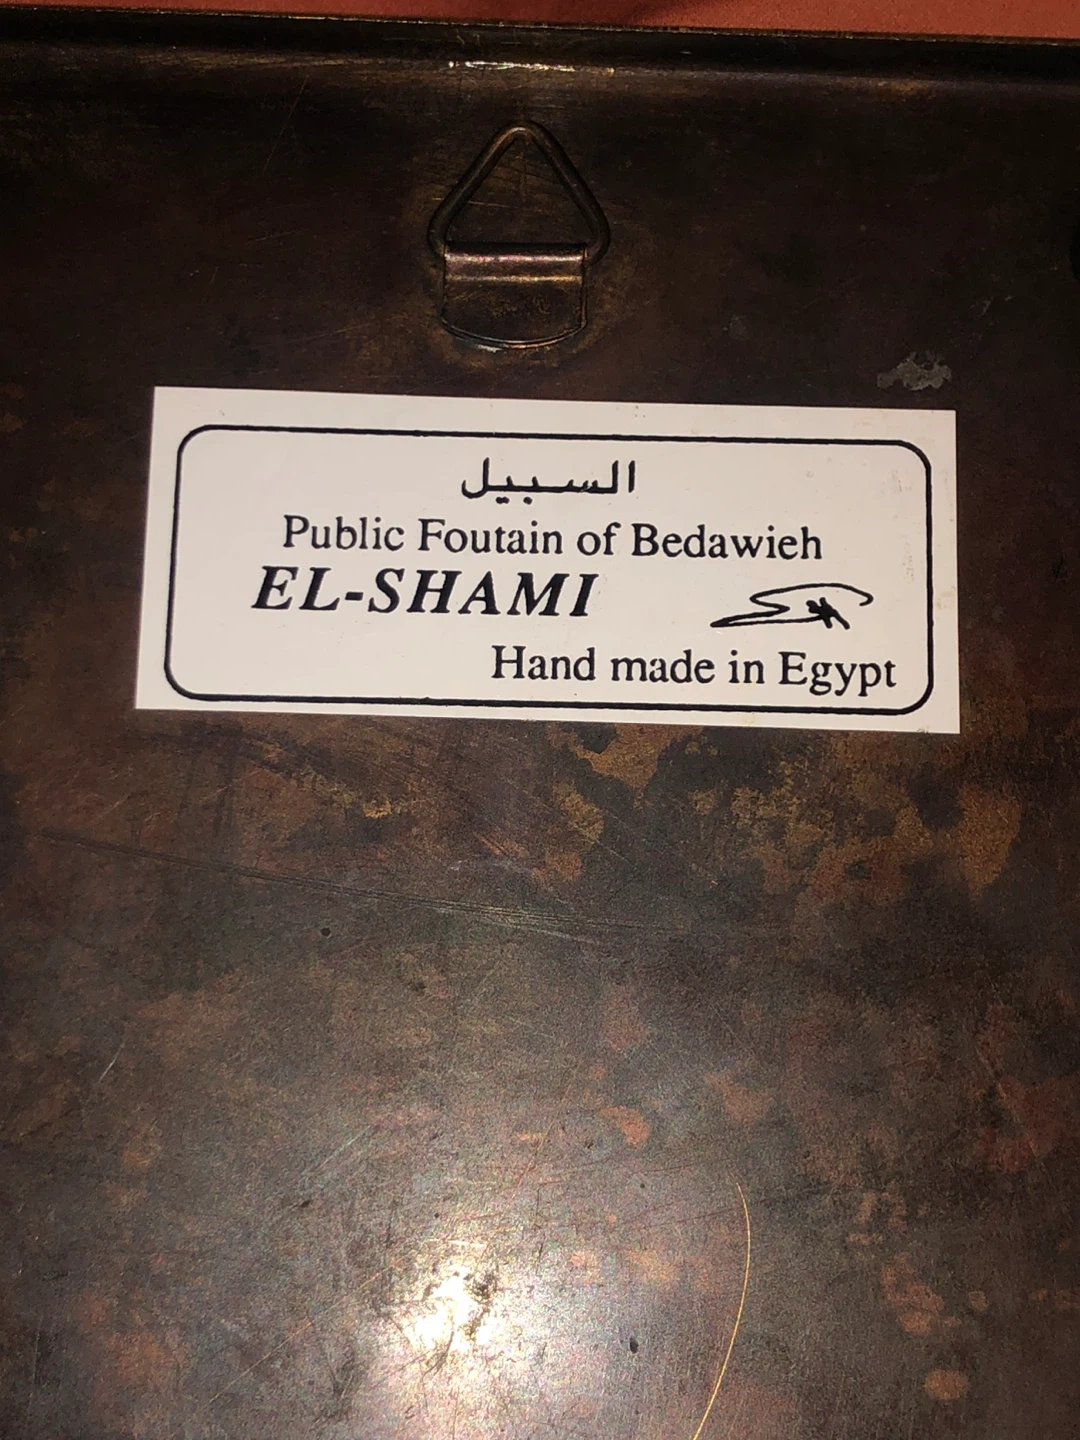 السبيل
Public Foutain of Bedawieh
EL-SHAMI
Hand made in Egypt